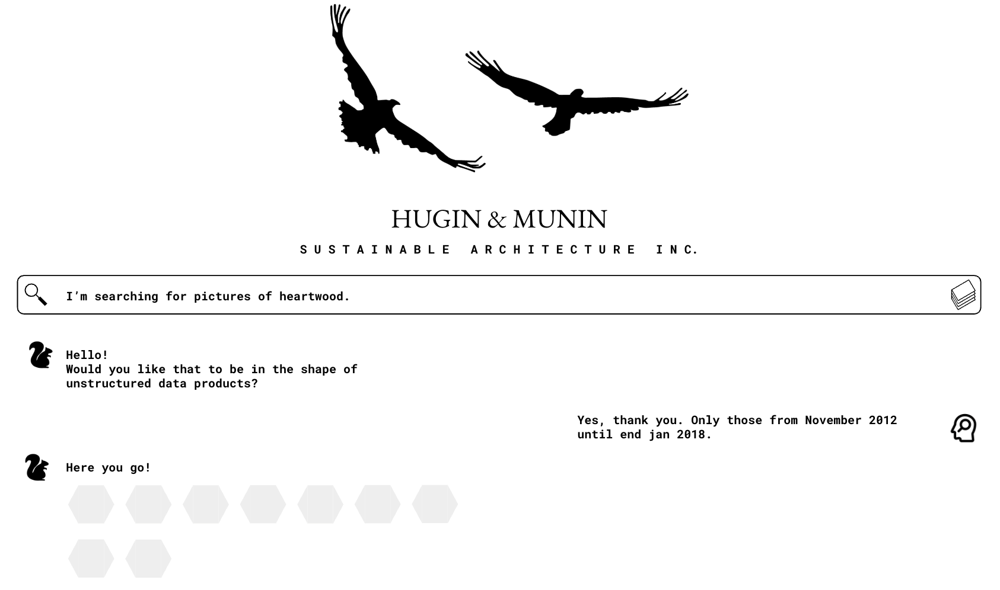 HUGIN & MUNIN
SUSTAINABLE ARCHITECTURE INC.
I’m searching for pictures of heartwood.
Hello!
Would you like that to be in the shape of
unstructured data products?
Yes, thank you. Only those from November 2012
until end jan 2018.
Here you go!